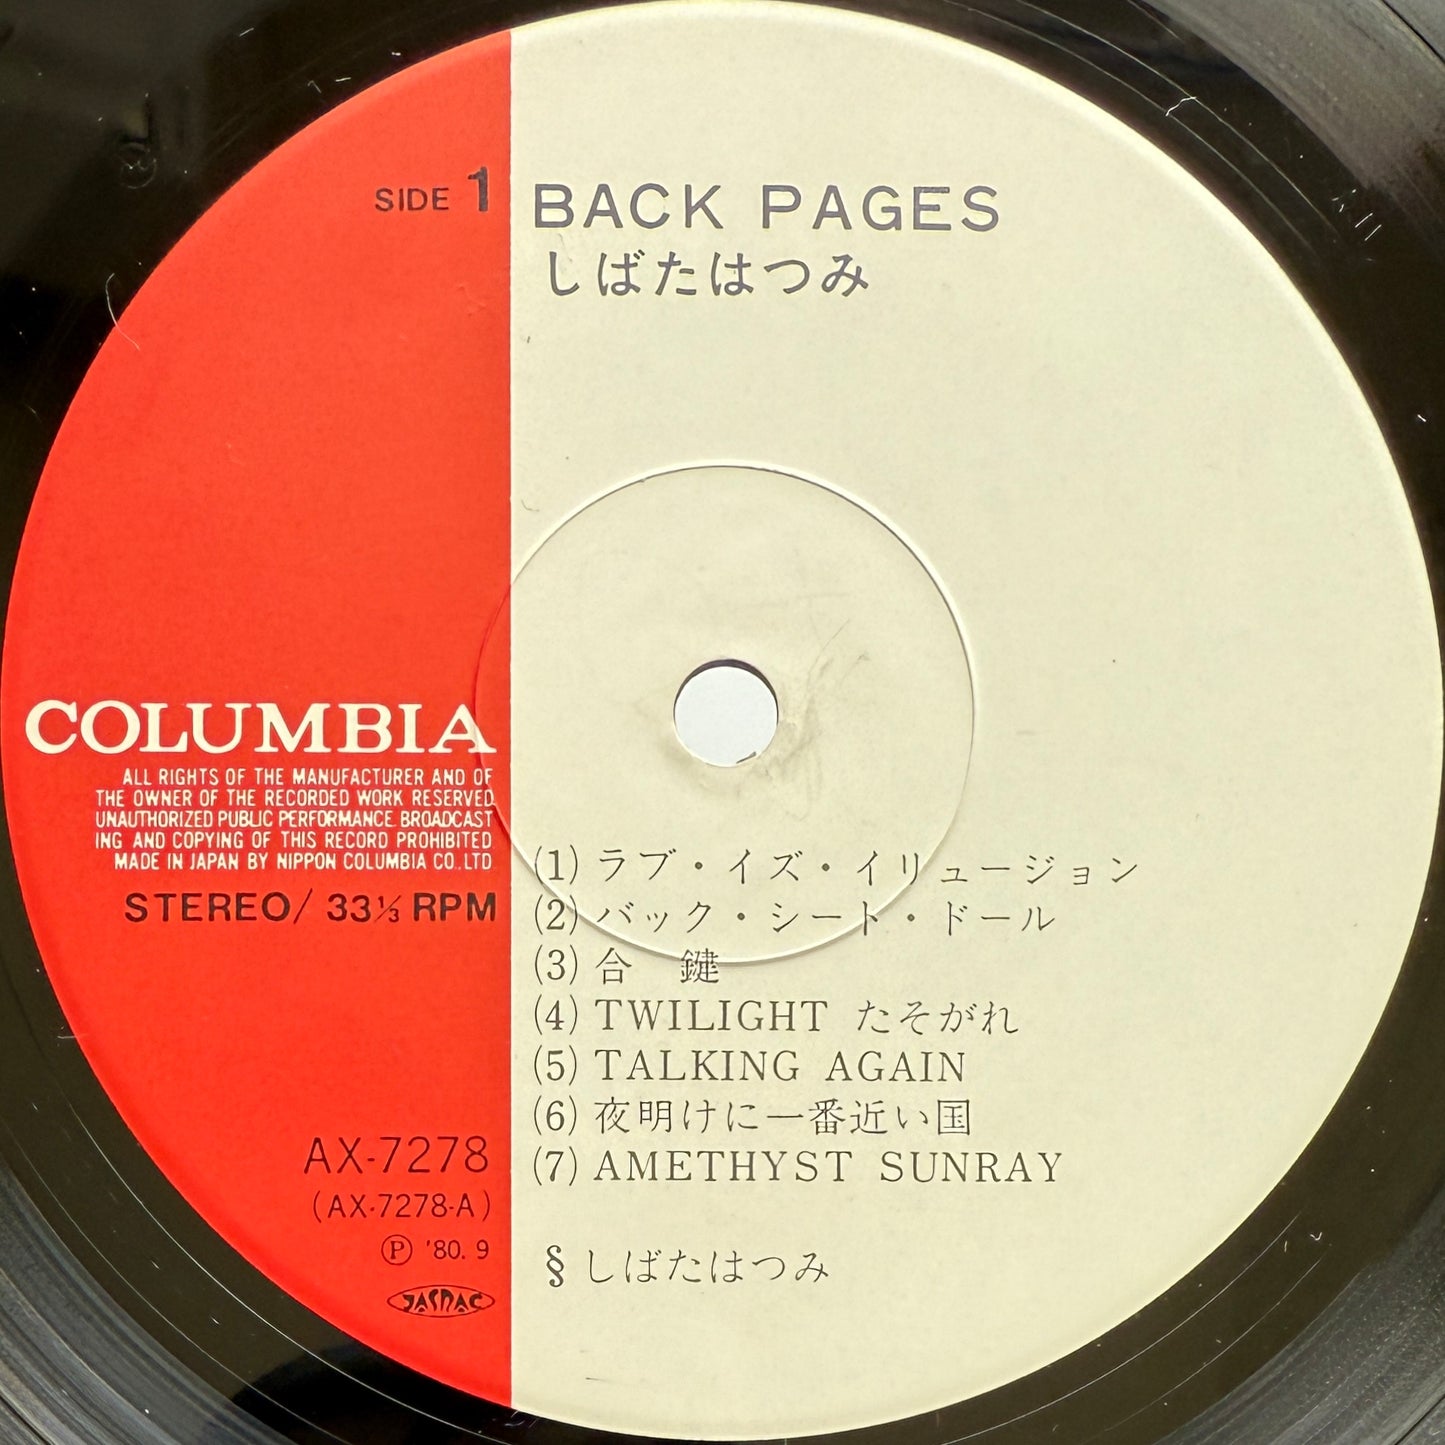 SIDE 1
BACK PAGES
しばたはつみ
COLUMBIA
ALL RIGHTS OF THE MANUFACTURER AND OF
THE OWNER OF THE RECORDED WORK RESERVED
UNAUTHORIZED PUBLIC PERFORMANCE BROADCAST
ING AND COPYING OF THIS RECORD PROHIBITED
MADE IN JAPAN BY NIPPON COLUMBIA CO., LTD
STEREO/ 33⅓ RPM
(1) ラブ・イズ・イリュージョン
(2) バック・シート・ドール
(3) 合 鍵
(4) TWILIGHT たそがれ
(5) TALKING AGAIN
(6) 夜明けに一番近い国
(7) AMETHYST SUNRAY
AX-7278
(AX-7278-A)
Ⓟ '80. 9
JASRAC
§ しばたはつみ